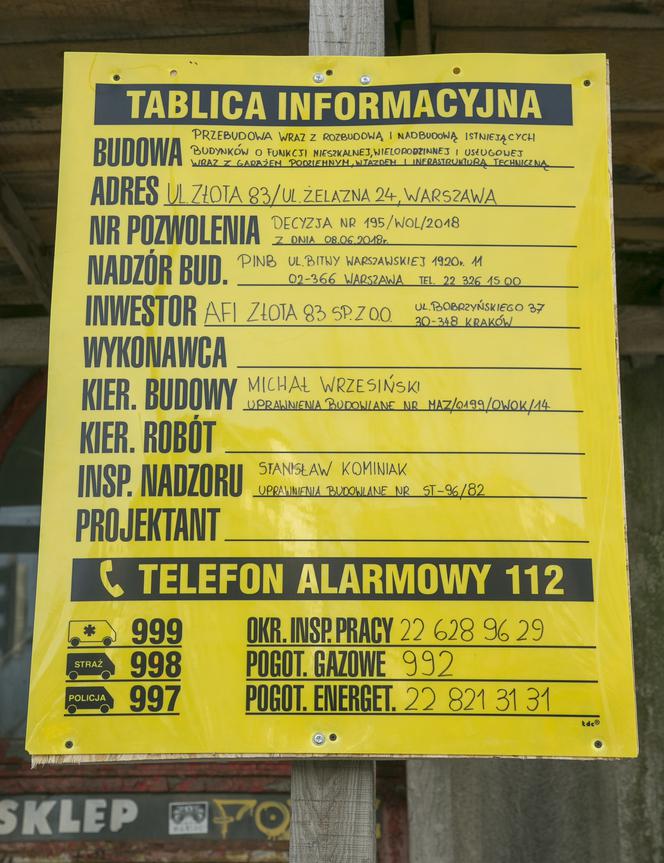 TABLICA INFORMACYJNA
BUDOWA PRZEBUDOWA WRAZ Z ROZBUDOWĄ I NADBUDOWĄ ISTNIEJĄCYCH
BUDYNKÓW O FUNKCJI MIESZKALNEJ, WIELORODZINNEJ I USŁUGOWEJ
WRAZ Z GARAŻEM PODZIEMNYM, WJAZDEM I INFRASTRUKTURĄ TECHNICZNĄ
ADRES UL. ZŁOTA 83/UL. ŻELAZNA 24, WARSZAWA
NR POZWOLENIA DECYZJA NR 195/WOL/2018
Z DNIA 08.06.2018r.
NADZÓR BUD. PINB UL. BITWY WARSZAWSKIEJ 1920r. 11
02-366 WARSZAWA TEL. 22 326 15 00
INWESTOR AFI ZŁOTA 83 SP. Z O.O. UL. BOBRZYŃSKIEGO 37
30-348 KRAKÓW
WYKONAWCA
KIER. BUDOWY MICHAŁ WRZESIŃSKI
UPRAWNIENIA BUDOWLANE NR MAZ/0199/OWOK/14
KIER. ROBÓT
INSP. NADZORU STANISŁAW KOMINIAK
UPRAWNIENIA BUDOWLANE NR ST-96/82
PROJEKTANT
TELEFON ALARMOWY 112
999 OKR. INSP. PRACY 22 628 96 29
STRAŻ 998 POGOT. GAZOWE 992
POLICJA 997 POGOT. ENERGET. 22 821 31 31
tdc®
SKLEP